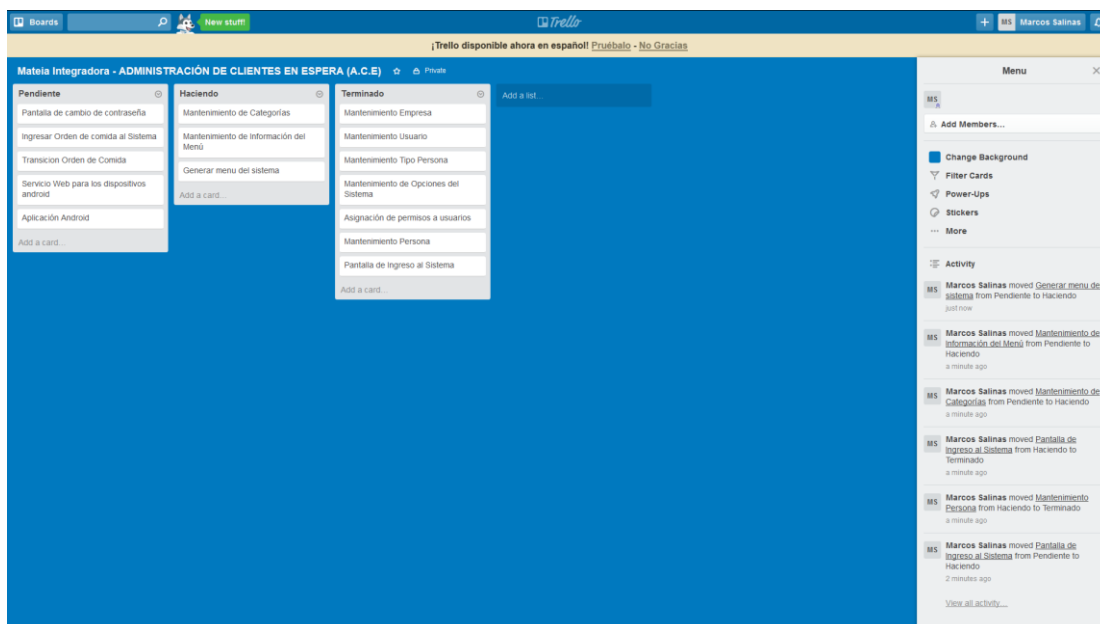 Boards
New stuff!
Trello
MS Marcos Salinas
¡Trello disponible ahora en español! Pruébalo - No Gracias
Mateia Integradora - ADMINISTRACIÓN DE CLIENTES EN ESPERA (A.C.E) Private
Pendiente
Pantalla de cambio de contraseña
Ingresar Orden de comida al Sistema
Transicion Orden de Comida
Servicio Web para los dispositivos
android
Aplicación Android
Add a card...
Haciendo
Mantenimiento de Categorías
Mantenimiento de Información del
Menú
Generar menu del sistema
Add a card...
Terminado
Mantenimiento Empresa
Mantenimiento Usuario
Mantenimiento Tipo Persona
Mantenimiento de Opciones del
Sistema
Asignación de permisos a usuarios
Mantenimiento Persona
Pantalla de Ingreso al Sistema
Add a card...
Add a list...
Menu
MS
Add Members...
Change Background
Filter Cards
Power-Ups
Stickers
More
Activity
MS Marcos Salinas moved Generar menu de
sistema from Pendiente to Haciendo
just now
MS Marcos Salinas moved Mantenimiento de
Información del Menú from Pendiente to
Haciendo
a minute ago
MS Marcos Salinas moved Mantenimiento de
Categorías from Pendiente to Haciendo
a minute ago
MS Marcos Salinas moved Pantalla de
Ingreso al Sistema from Haciendo to
Terminado
a minute ago
MS Marcos Salinas moved Mantenimiento
Persona from Haciendo to Terminado
a minute ago
MS Marcos Salinas moved Pantalla de
Ingreso al Sistema from Pendiente to
Haciendo
2 minutes ago
View all activity...